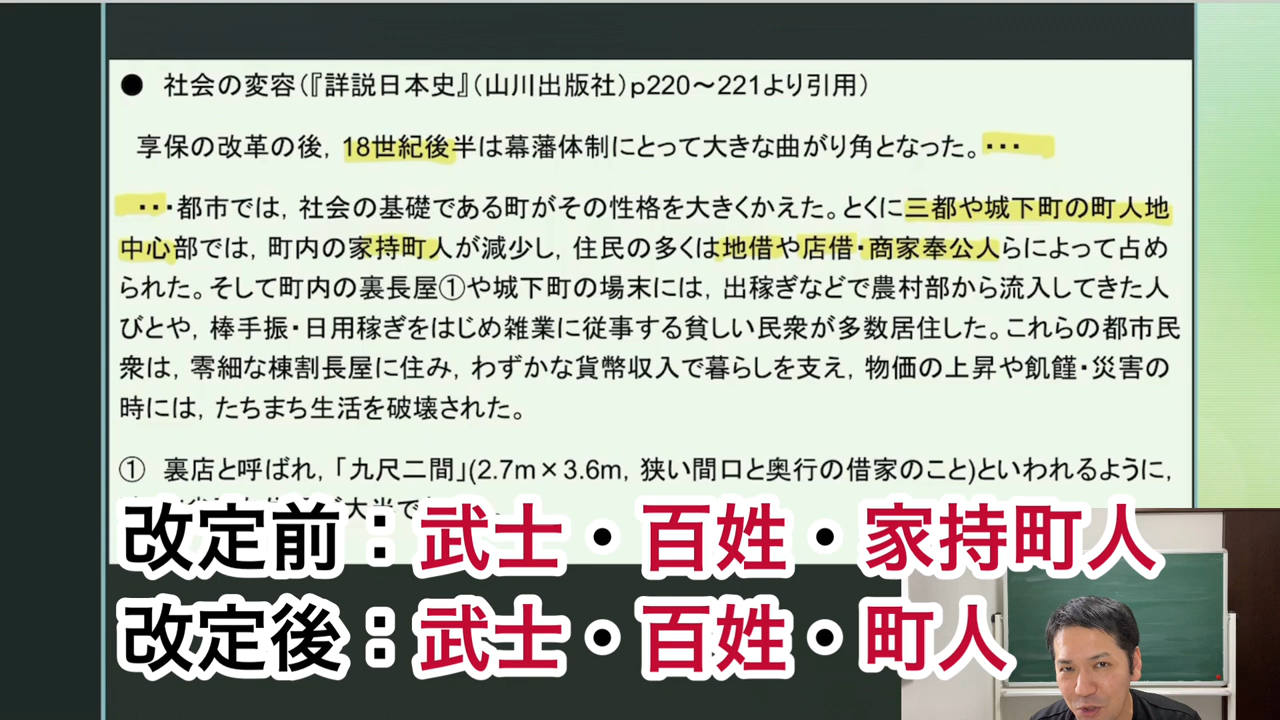 ● 社会の変容(『詳説日本史』(山川出版社)p220～221より引用)
享保の改革の後，18世紀後半は幕藩体制にとって大きな曲がり角となった。・・・
・・・都市では，社会の基礎である町がその性格を大きくかえた。とくに三都や城下町の町人地
中心部では，町内の家持町人が減少し，住民の多くは地借や店借・商家奉公人らによって占め
られた。そして町内の裏長屋①や城下町の場末には，出稼ぎなどで農村部から流入してきた人
びとや，棒手振・日用稼ぎをはじめ雑業に従事する貧しい民衆が多数居住した。これらの都市民
衆は，零細な棟割長屋に住み，わずかな貨幣収入で暮らしを支え，物価の上昇や飢饉・災害の
時には，たちまち生活を破壊された。
① 裏店と呼ばれ，「九尺二間」(2.7m×3.6m，狭い間口と奥行の借家のこと)といわれるように，
改定前：武士・百姓・家持町人
改定後：武士・百姓・町人